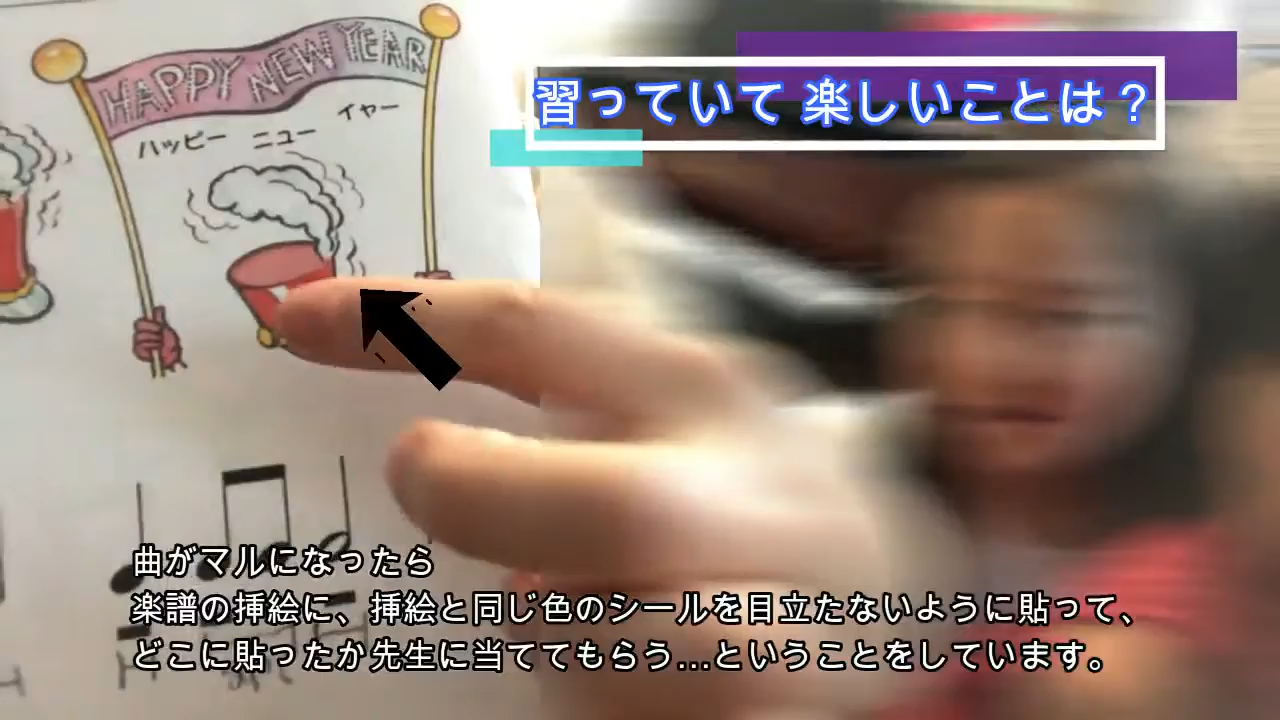 HAPPY NEW YEAR
ハッピー ニュー イヤー
習っていて 楽しいことは？
曲がマルになったら
楽譜の挿絵に、挿絵と同じ色のシールを目立たないように貼って、
どこに貼ったか先生に当ててもらう…ということをしています。